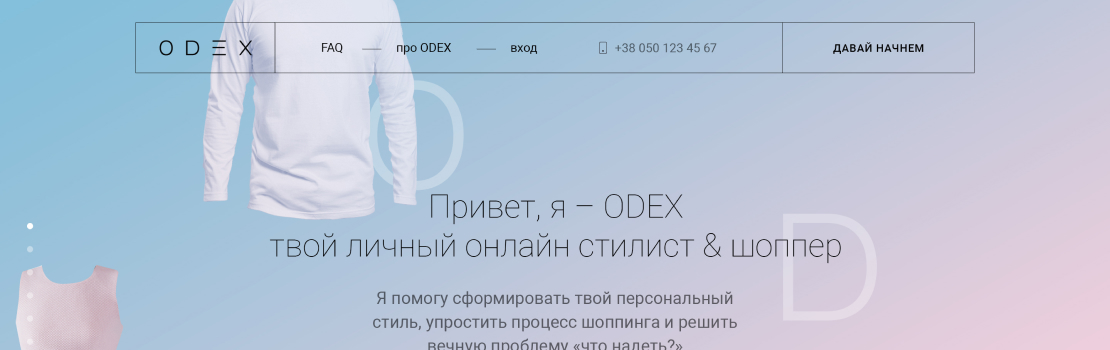 ODEX FAQ — про ODEX — вход +38 050 123 45 67 ДАВАЙ НАЧНЕМ
O
Привет, я – ODEX
D
твой личный онлайн стилист & шоппер
Я помогу сформировать твой персональный
стиль, упростить процесс шоппинга и решить
вечную проблему «что надеть?»